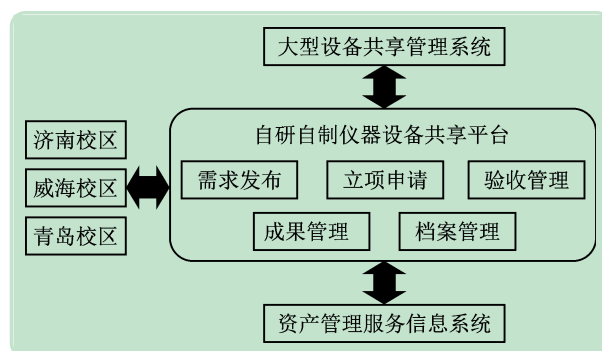 大型设备共享管理系统
济南校区
威海校区
青岛校区
自研自制仪器设备共享平台
需求发布 立项申请 验收管理
成果管理 档案管理
资产管理服务信息系统